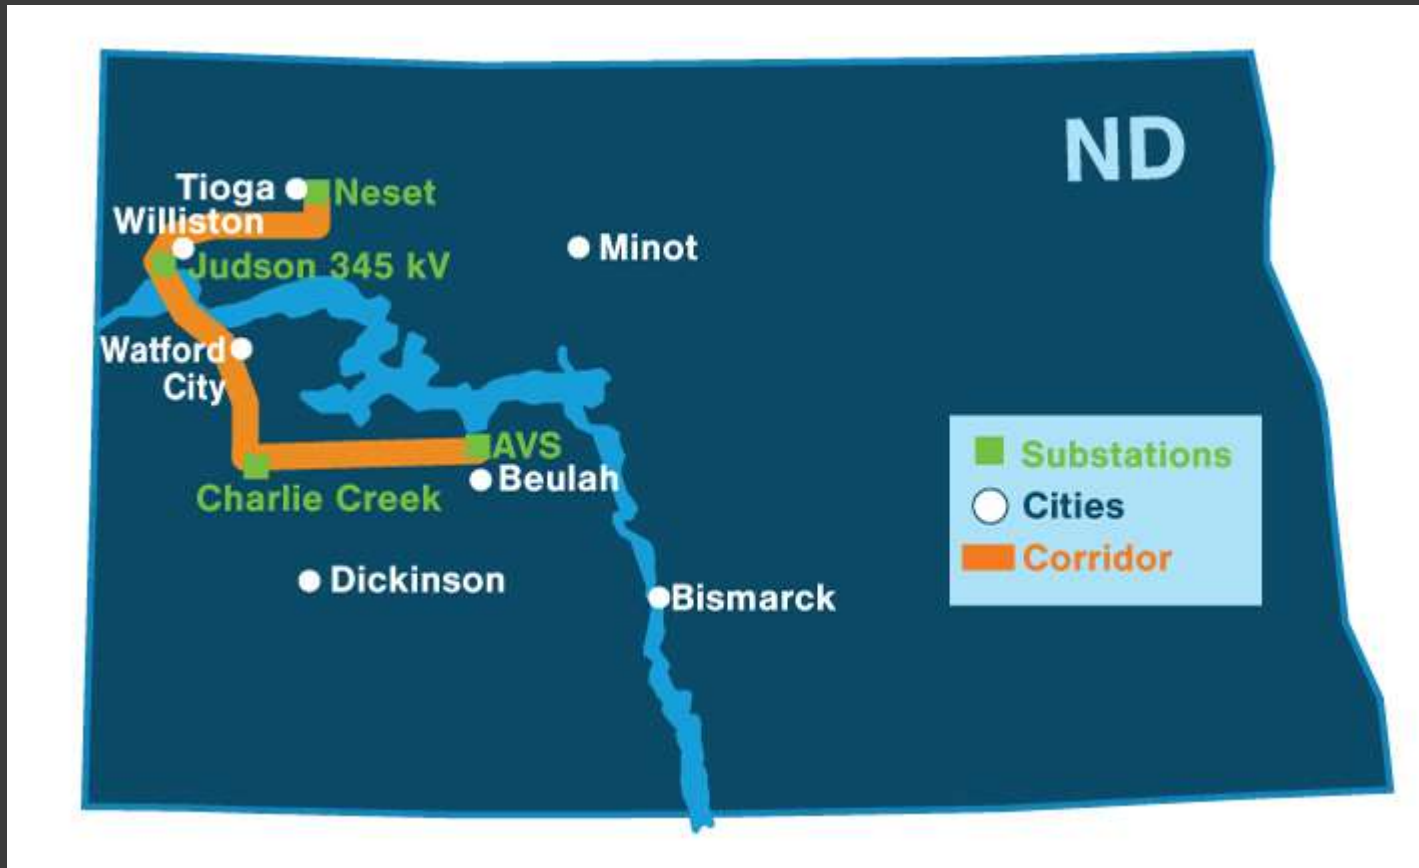 ND
Tioga
Neset
Williston
Judson 345 kV
Minot
Watford
City
AVS
Beulah
Charlie Creek
Dickinson
Bismarck
Substations
Cities
Corridor